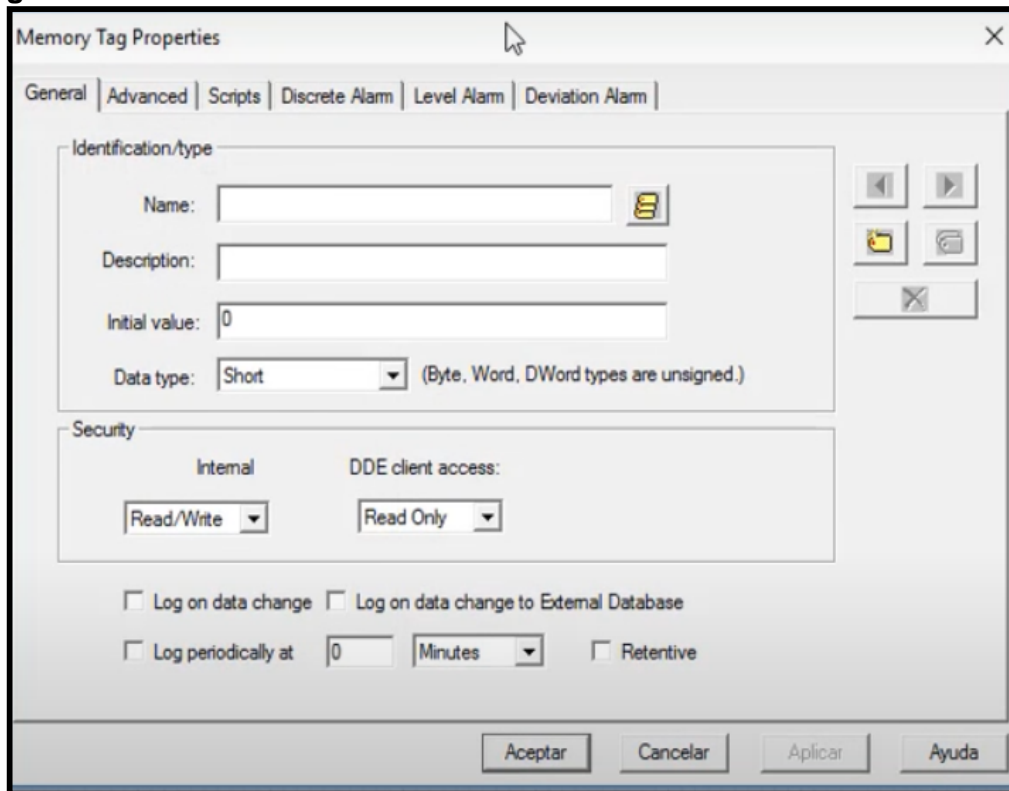 Memory Tag Properties
General Advanced Scripts Discrete Alarm Level Alarm Deviation Alarm
Identification/type
Name:
Description:
Initial value: 0
Data type: Short (Byte, Word, DWord types are unsigned.)
Security
Internal DDE client access:
Read/Write Read Only
Log on data change Log on data change to External Database
Log periodically at 0 Minutes Retentive
Aceptar Cancelar Aplicar Ayuda